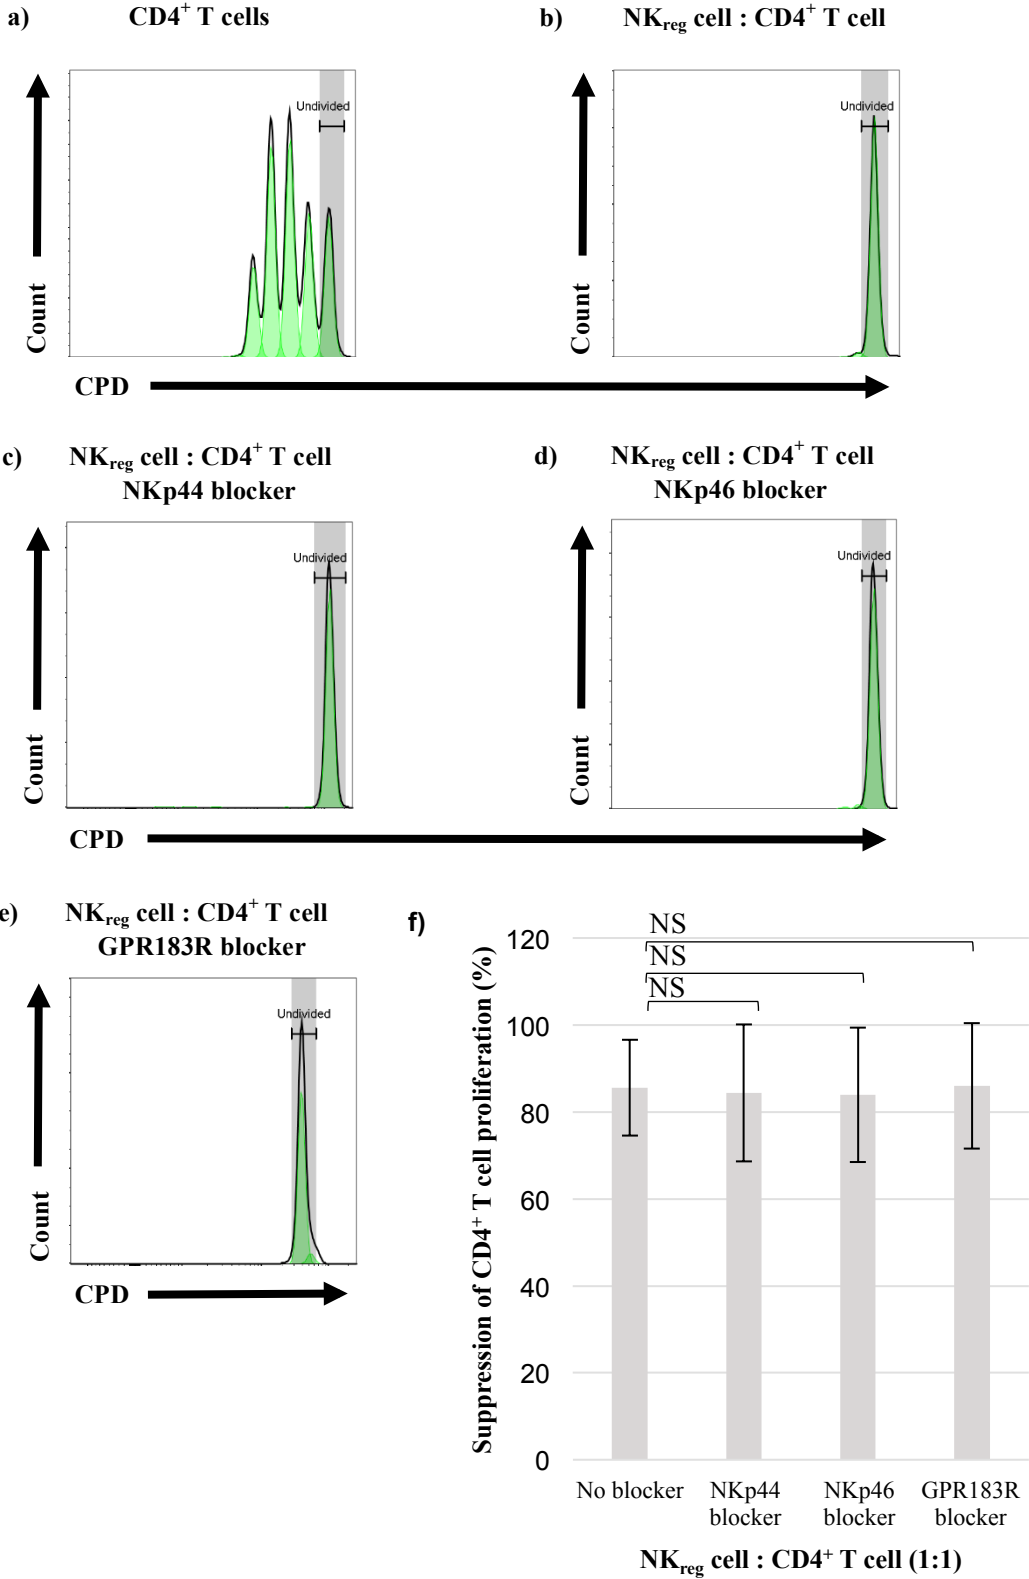 a) CD4⁺ T cells
b) NKreg cell : CD4⁺ T cell
Undivided
Undivided
Count
Count
CPD
c) NKreg cell : CD4⁺ T cell
NKp44 blocker
d) NKreg cell : CD4⁺ T cell
NKp46 blocker
Undivided
Undivided
Count
Count
CPD
e) NKreg cell : CD4⁺ T cell
GPR183R blocker
Undivided
Count
CPD
f)
Suppression of CD4⁺ T cell proliferation (%)
120
100
80
60
40
20
0
NS
NS
NS
No blocker
NKp44
blocker
NKp46
blocker
GPR183R
blocker
NKreg cell : CD4⁺ T cell (1:1)